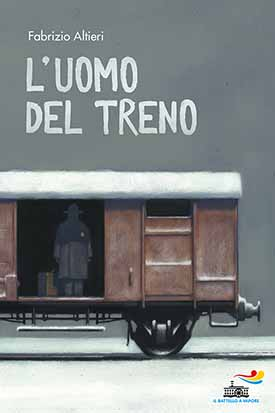 Fabrizio Altieri
L'UOMO
DEL TRENO
IL BATTELLO A VAPORE